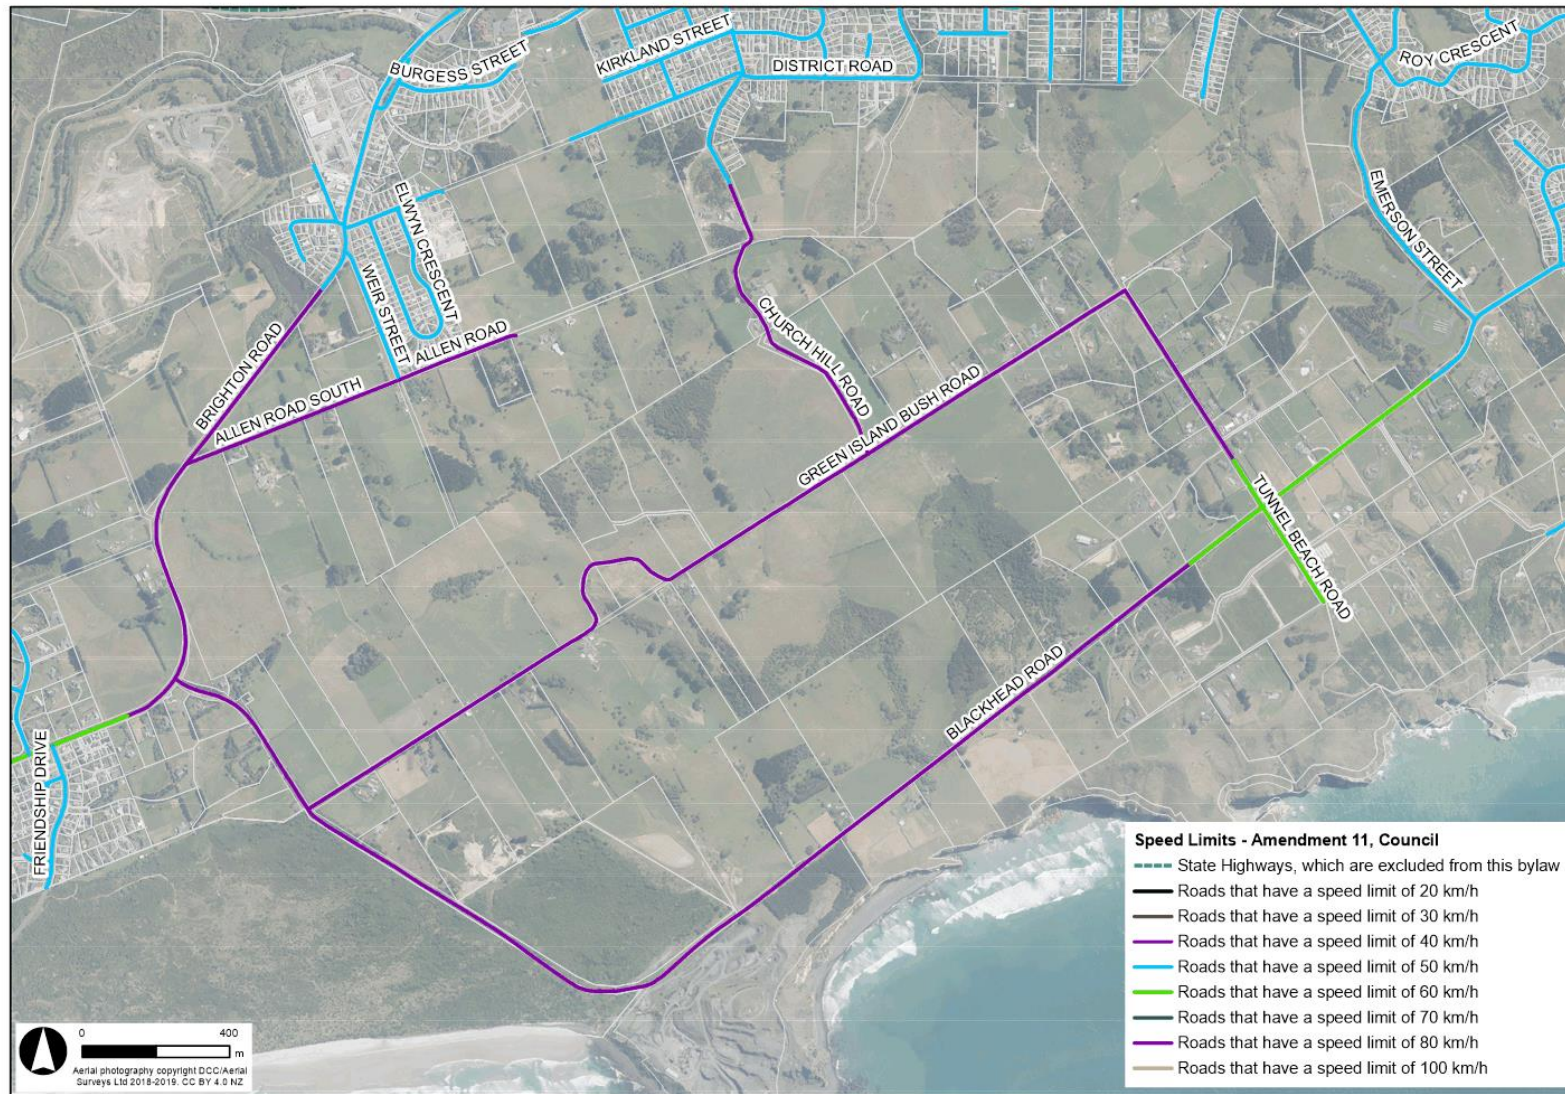 BURGESS STREET
KIRKLAND STREET
DISTRICT ROAD
ROY CRESCENT
ELWYN CRESCENT
WEIR STREET
EMERSON STREET
BRIGHTON ROAD
ALLEN ROAD
ALLEN ROAD SOUTH
CHURCH HILL ROAD
GREEN ISLAND BUSH ROAD
TUNNEL BEACH ROAD
BLACKHEAD ROAD
FRIENDSHIP DRIVE
Speed Limits - Amendment 11, Council
State Highways, which are excluded from this bylaw
Roads that have a speed limit of 20 km/h
Roads that have a speed limit of 30 km/h
Roads that have a speed limit of 40 km/h
Roads that have a speed limit of 50 km/h
Roads that have a speed limit of 60 km/h
Roads that have a speed limit of 70 km/h
Roads that have a speed limit of 80 km/h
Roads that have a speed limit of 100 km/h
0 400
m
Aerial photography copyright DCC/Aerial
Surveys Ltd 2018-2019. CC BY 4.0 NZ